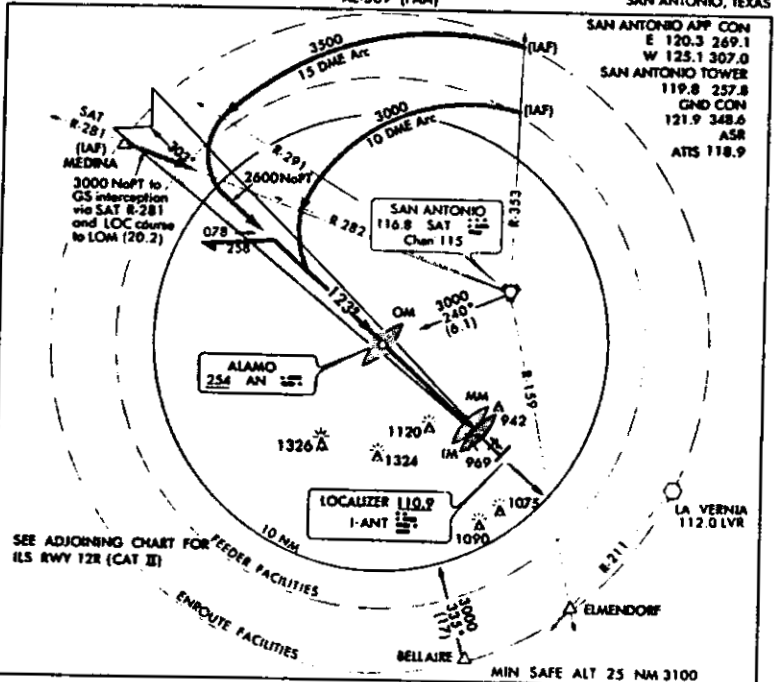 SAN ANTONIO, TEXAS
SAN ANTONIO APP CON
E 120.3 269.1
W 125.1 307.0
SAN ANTONIO TOWER
119.8 257.8
GND CON
121.9 348.6
ASR
ATIS 118.9
3500
15 DME Arc
(IAF)
3000
10 DME Arc
(IAF)
SAT
R-281
(IAF)
MEDINA
302°
R-291
2600 NoPT
3000 NoPT to
GS interception
via SAT R-281
and LOC course
to LOM (20.2)
R-282
R-353
SAN ANTONIO
116.8 SAT
Chan 115
078
258
123°
3000
240°
(6.1)
OM
ALAMO
254 AN
R-159
MM
942
1120
1326
1324
IM
969
LOCALIZER 110.9
I-ANT
1075
1090
LA VERNIA
112.0 LVR
10 NM
SEE ADJOINING CHART FOR
ILS RWY 12R (CAT II)
FEEDER FACILITIES
R-211
ENROUTE FACILITIES
3000
335°
(17)
ELMENDORF
BELLAIRE
MIN SAFE ALT 25 NM 3100